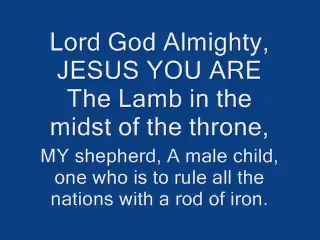 Lord God Almighty,
JESUS YOU ARE
The Lamb in the
midst of the throne,
MY shepherd, A male child,
one who is to rule all the
nations with a rod of iron.